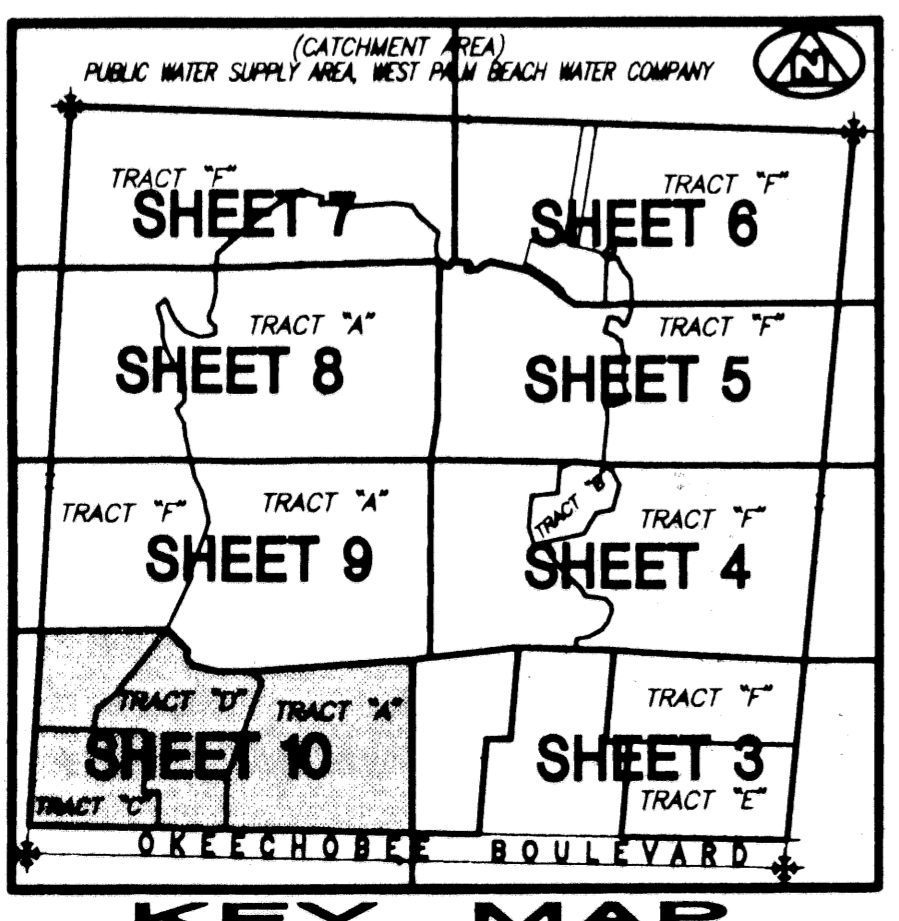 (CATCHMENT AREA)
PUBLIC WATER SUPPLY AREA, WEST PALM BEACH WATER COMPANY
N
TRACT "F"
SHEET 7
TRACT "F"
SHEET 6
TRACT "A"
SHEET 8
TRACT "F"
SHEET 5
TRACT "F"
TRACT "A"
SHEET 9
TRACT "B"
TRACT "F"
SHEET 4
TRACT "D"
TRACT "A"
SHEET 10
TRACT "C"
TRACT "F"
SHEET 3
TRACT "E"
OKEECHOBEE BOULEVARD
KEY MAP